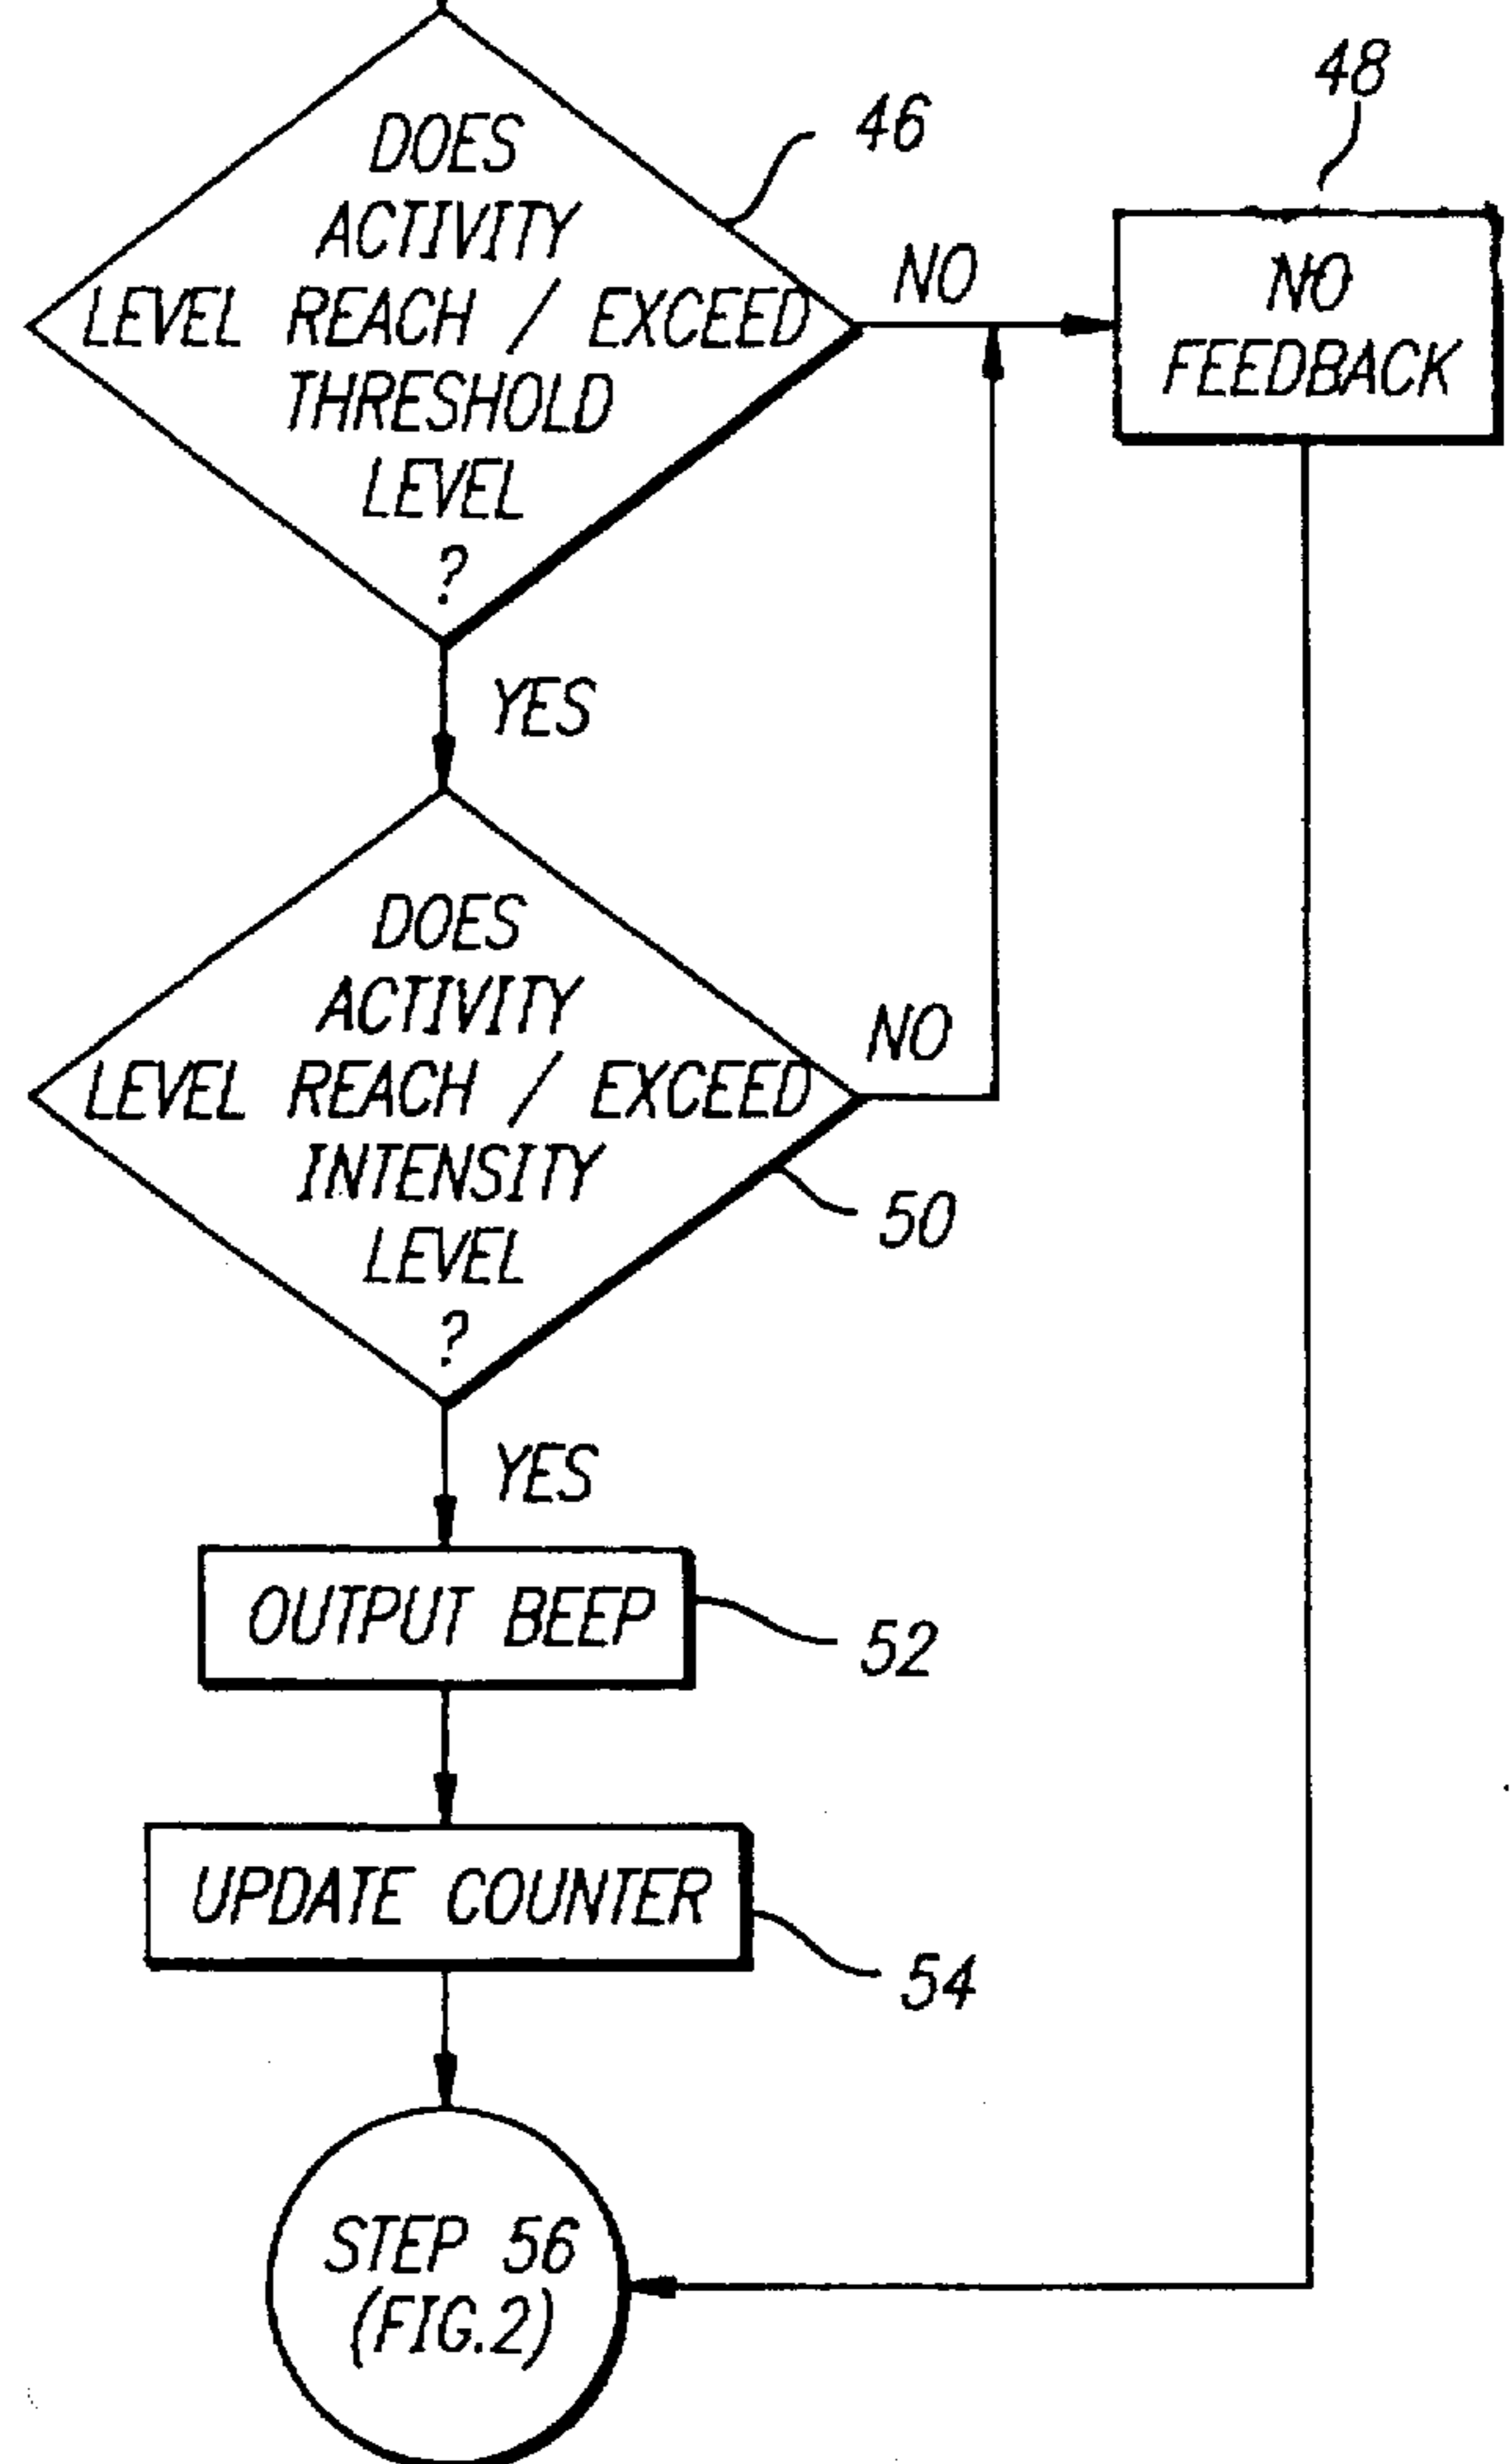 48
46
DOES
ACTIVITY
LEVEL REACH / EXCEED
THRESHOLD
LEVEL
?
NO
NO
FEEDBACK
YES
DOES
ACTIVITY
LEVEL REACH / EXCEED
INTENSITY
LEVEL
?
NO
50
YES
OUTPUT BEEP
52
UPDATE COUNTER
54
STEP 56
(FIG.2)